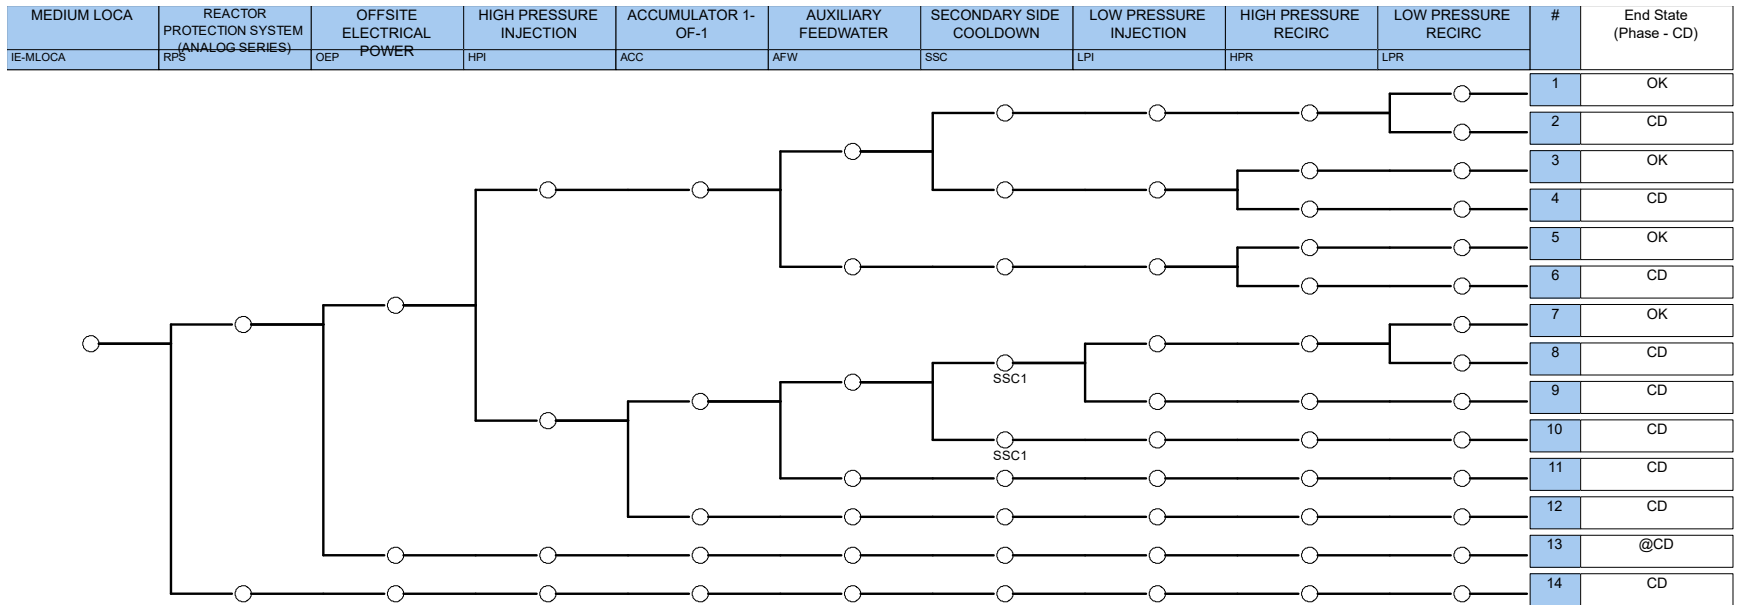 MEDIUM LOCA
REACTOR
PROTECTION SYSTEM
(ANALOG SERIES)
OFFSITE
ELECTRICAL
POWER
HIGH PRESSURE
INJECTION
ACCUMULATOR 1-
OF-1
AUXILIARY
FEEDWATER
SECONDARY SIDE
COOLDOWN
LOW PRESSURE
INJECTION
HIGH PRESSURE
RECIRC
LOW PRESSURE
RECIRC
#
End State
(Phase - CD)
IE-MLOCA
RPS
OEP
HPI
ACC
AFW
SSC
LPI
HPR
LPR
1 OK
2 CD
3 OK
4 CD
5 OK
6 CD
7 OK
8 CD
SSC1
9 CD
10 CD
SSC1
11 CD
12 CD
13 @CD
14 CD